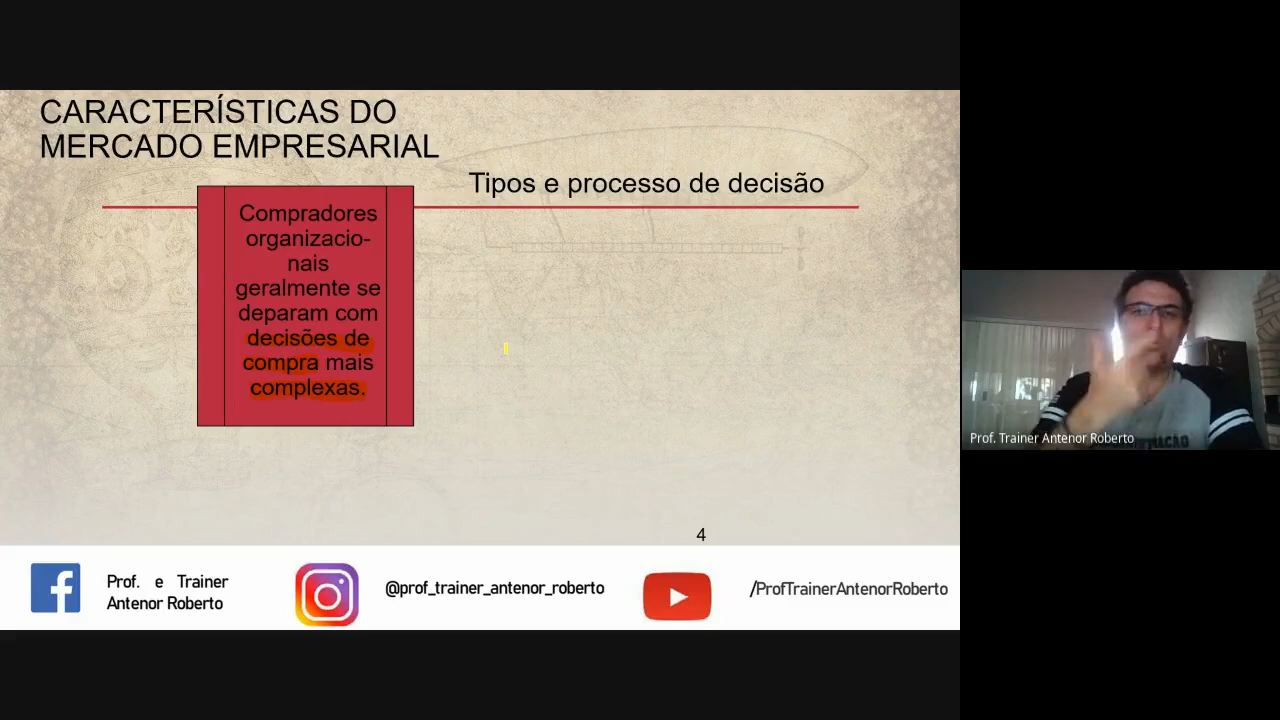 CARACTERÍSTICAS DO
MERCADO EMPRESARIAL
Tipos e processo de decisão
Compradores
organizacio-
nais
geralmente se
deparam com
decisões de
compra mais
complexas.
4
Prof. e Trainer
Antenor Roberto
@prof_trainer_antenor_roberto
/ProfTrainerAntenorRoberto
Prof. Trainer Antenor Roberto